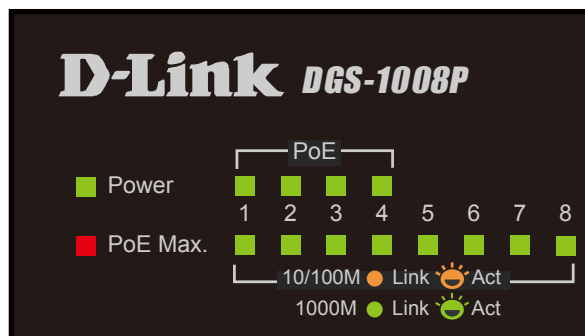 D-Link DGS-1008P
PoE
Power
1 2 3 4 5 6 7 8
PoE Max.
10/100M Link Act
1000M Link Act